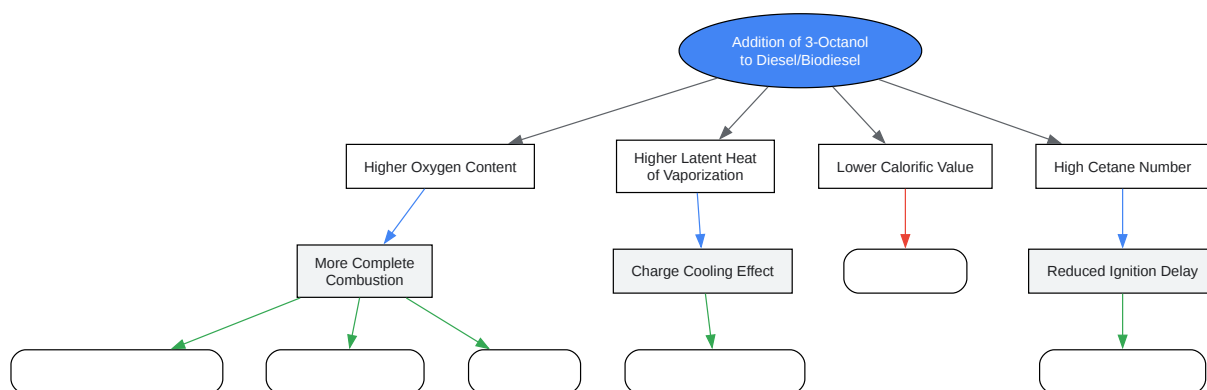 Addition of 3-Octanol
to Diesel/Biodiesel
Higher Oxygen Content
Higher Latent Heat
of Vaporization
Lower Calorific Value
High Cetane Number
More Complete
Combustion
Charge Cooling Effect
Reduced Ignition Delay